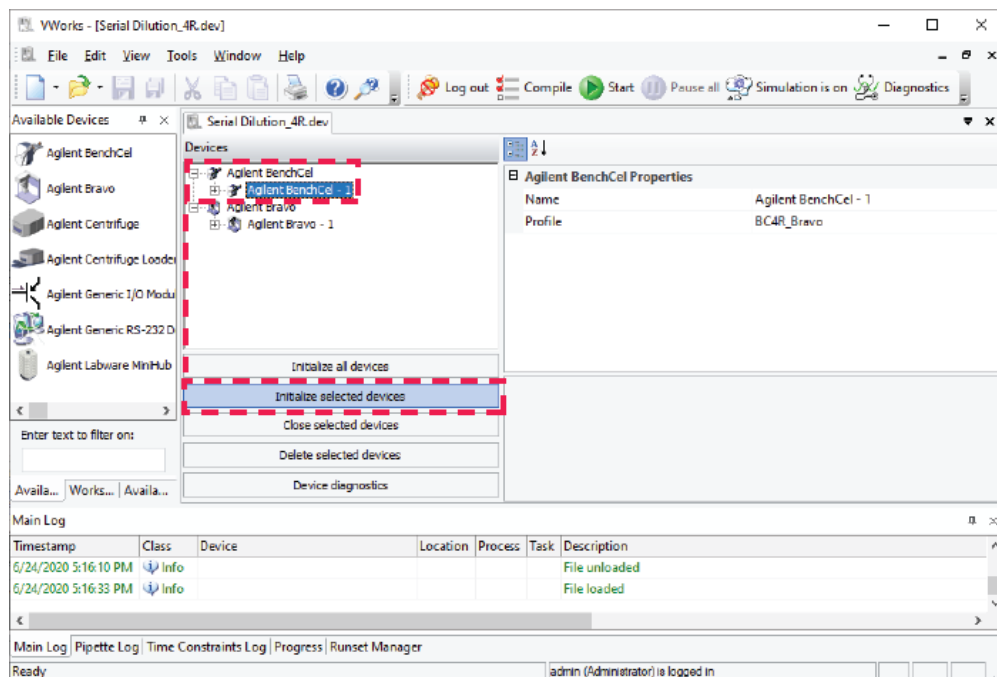 VWorks - [Serial Dilution_4R.dev]
File Edit View Tools Window Help
Log out Compile Start Pause all Simulation is on Diagnostics
Available Devices
Agilent BenchCel
Agilent Bravo
Agilent Centrifuge
Agilent Centrifuge Loader
Agilent Generic I/O Modu
Agilent Generic RS-232 D
Agilent Labware MiniHub
Enter text to filter on:
Availa... Works... Availa...
Serial Dilution_4R.dev
Devices
Agilent BenchCel
Agilent BenchCel - 1
Agilent Bravo
Agilent Bravo - 1
Initialize all devices
Initialize selected devices
Close selected devices
Delete selected devices
Device diagnostics
Agilent BenchCel Properties
Name Agilent BenchCel - 1
Profile BC4R_Bravo
Main Log
Timestamp Class Device Location Process Task Description
6/24/2020 5:16:10 PM Info File unloaded
6/24/2020 5:16:33 PM Info File loaded
Main Log Pipette Log Time Constraints Log Progress Runset Manager
Ready admin (Administrator) is logged in